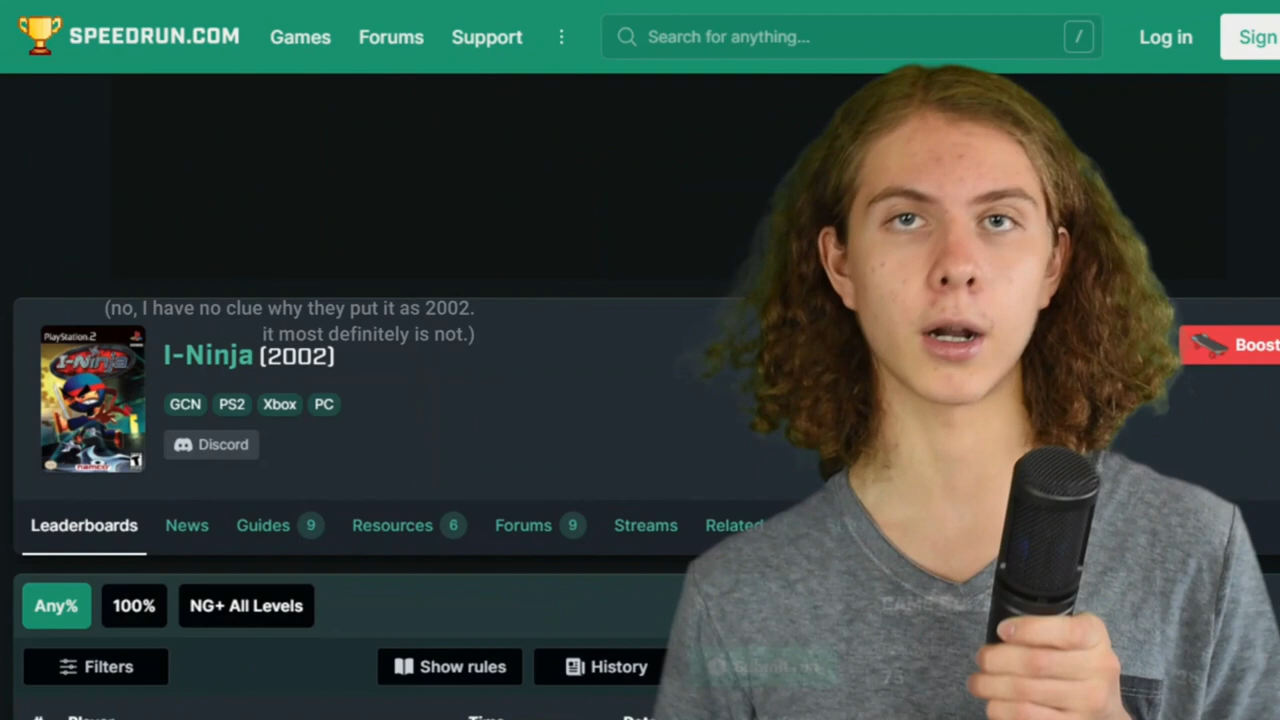 SPEEDRUN.COM Games Forums Support Search for anything... / Log in Sign
(no, I have no clue why they put it as 2002.
it most definitely is not.)
PlayStation.2
I-Ninja
namco
I-Ninja (2002)
GCN PS2 Xbox PC
Boost
Discord
Leaderboards News Guides 9 Resources 6 Forums 9 Streams Related
Any% 100% NG+ All Levels
Filters Show rules History